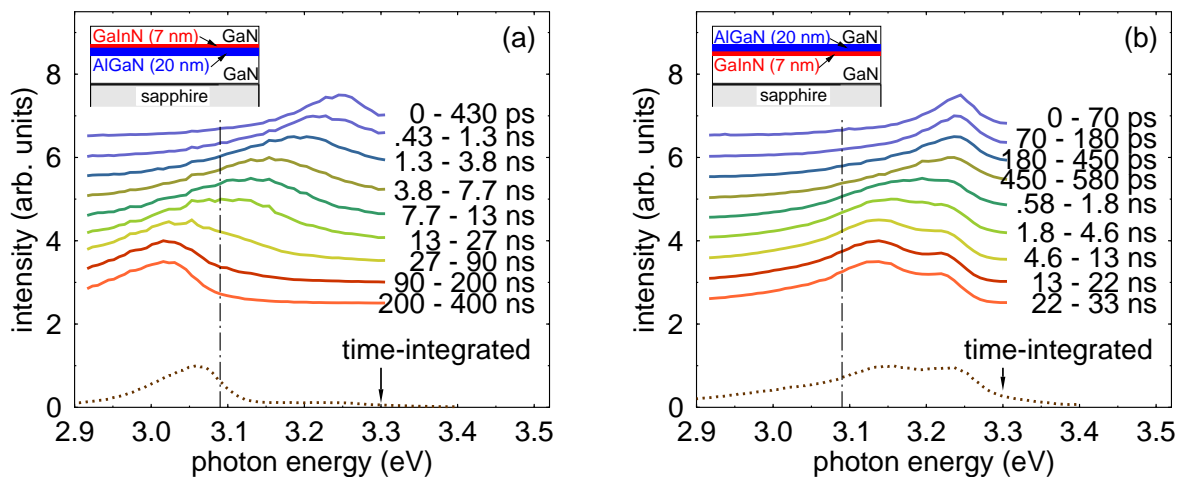 GaInN (7 nm) GaN
AlGaN (20 nm)
GaN
sapphire
(a)
0 - 430 ps
.43 - 1.3 ns
1.3 - 3.8 ns
3.8 - 7.7 ns
7.7 - 13 ns
13 - 27 ns
27 - 90 ns
90 - 200 ns
200 - 400 ns
time-integrated
8
6
4
2
0
intensity (arb. units)
2.9 3.0 3.1 3.2 3.3 3.4 3.5
photon energy (eV)
AlGaN (20 nm) GaN
GaInN (7 nm)
GaN
sapphire
(b)
0 - 70 ps
70 - 180 ps
180 - 450 ps
450 - 580 ps
.58 - 1.8 ns
1.8 - 4.6 ns
4.6 - 13 ns
13 - 22 ns
22 - 33 ns
time-integrated
8
6
4
2
0
intensity (arb. units)
2.9 3.0 3.1 3.2 3.3 3.4 3.5
photon energy (eV)